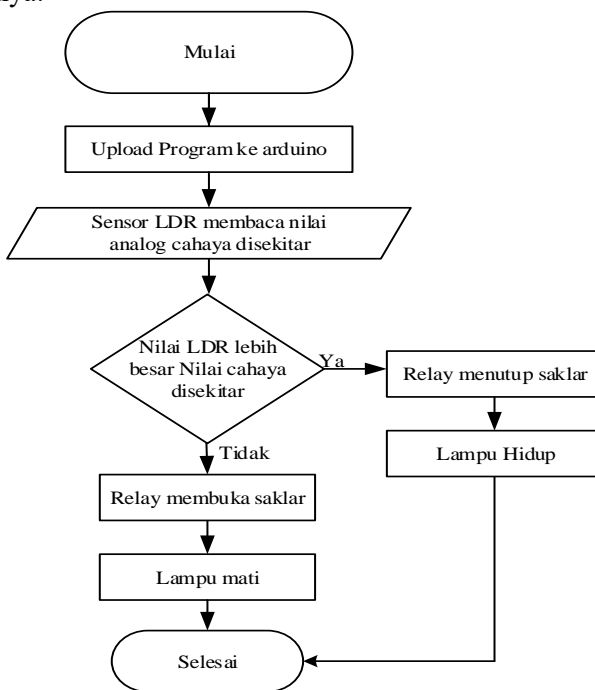 Mulai
Upload Program ke arduino
Sensor LDR membaca nilai
analog cahaya disekitar
Nilai LDR lebih
besar Nilai cahaya
disekitar
Ya
Relay menutup saklar
Lampu Hidup
Tidak
Relay membuka saklar
Lampu mati
Selesai